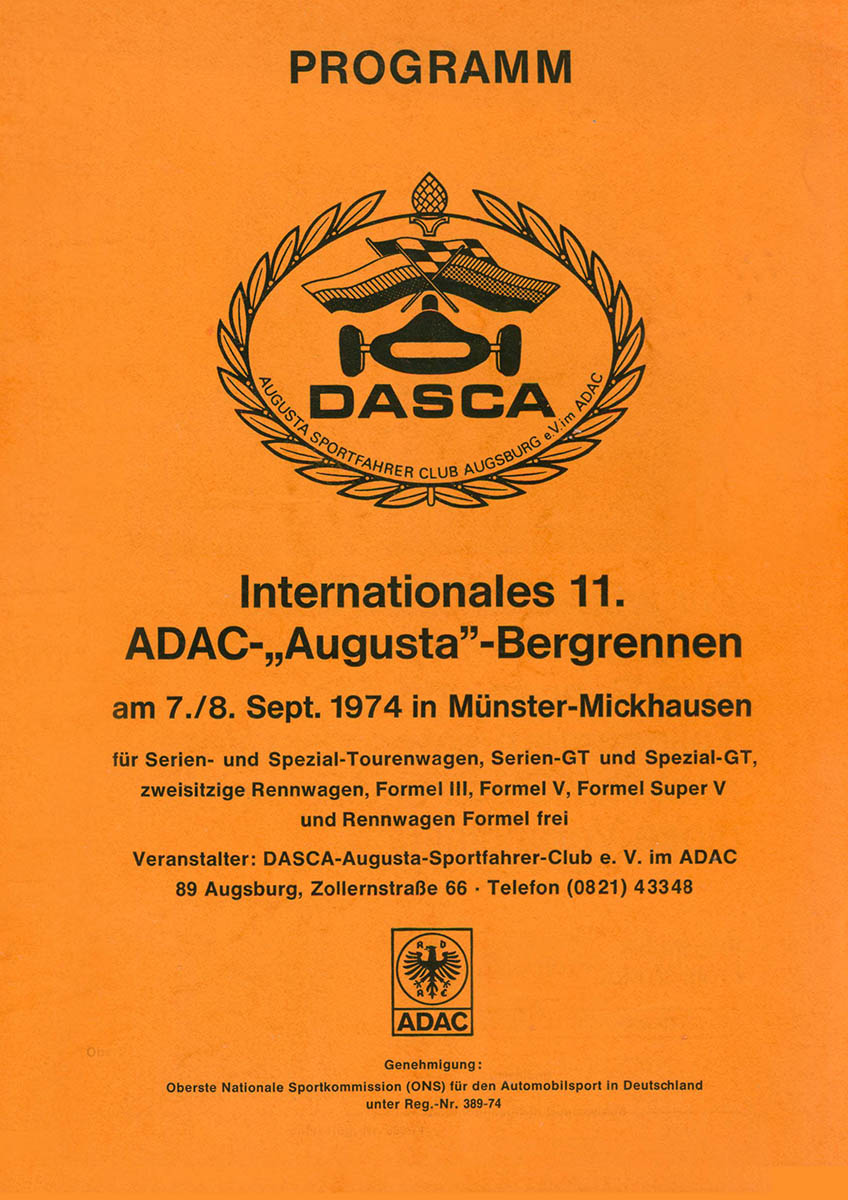 PROGRAMM
DASCA
AUGUSTA SPORTFAHRER CLUB AUGSBURG e.V. im ADAC
Internationales 11.
ADAC-„Augusta”-Bergrennen
am 7./8. Sept. 1974 in Münster-Mickhausen
für Serien- und Spezial-Tourenwagen, Serien-GT und Spezial-GT,
zweisitzige Rennwagen, Formel III, Formel V, Formel Super V
und Rennwagen Formel frei
Veranstalter: DASCA-Augusta-Sportfahrer-Club e. V. im ADAC
89 Augsburg, Zollernstraße 66 · Telefon (0821) 43348
A D
A C
ADAC
Genehmigung:
Oberste Nationale Sportkommission (ONS) für den Automobilsport in Deutschland
unter Reg.-Nr. 389-74